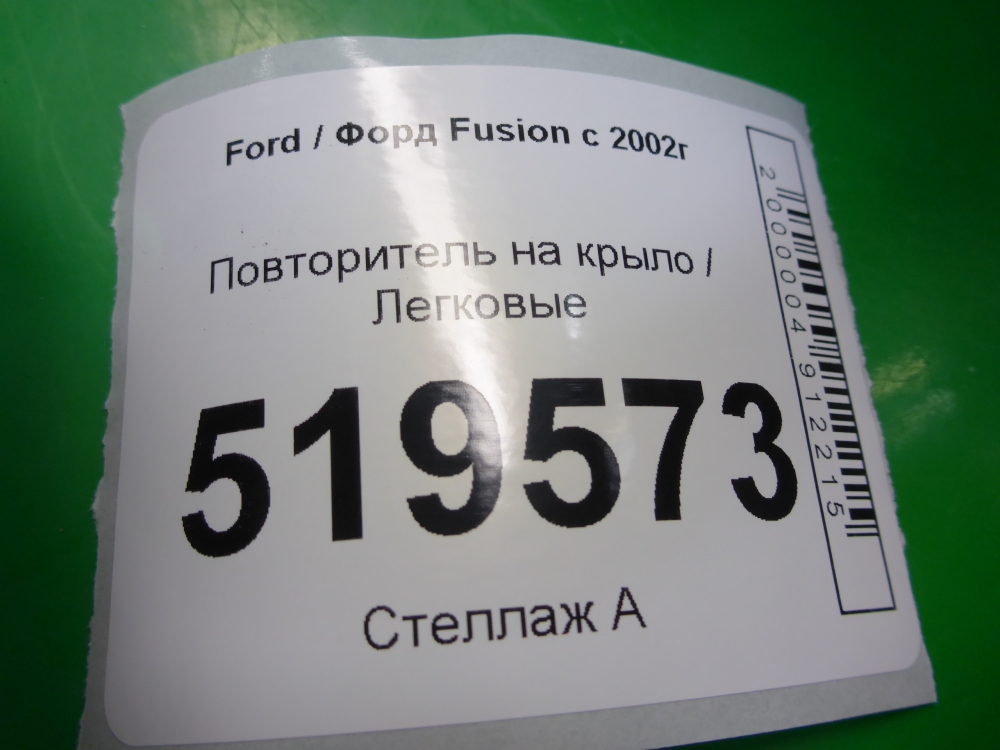 Ford / Форд Fusion с 2002г
Повторитель на крыло /
Легковые
519573
Стеллаж А
2000004912215